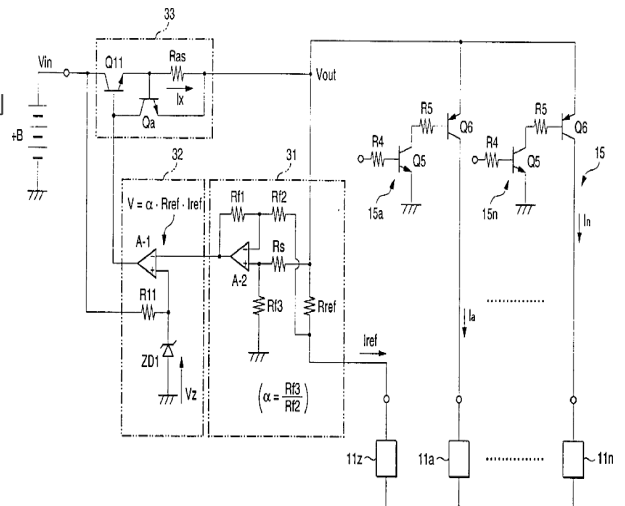 33
Vin
Q11
Ras
Vout
Ix
Qa
+B
R5
Q6
R5
Q6
R4
Q5
R4
Q5
15
15a
15n
In
32
31
V = α · Rref · Iref
Rf1
Rf2
A-1
Rs
A-2
R11
Rf3
Rref
Iref
Ia
ZD1
Vz
(α = Rf3
Rf2)
11z
11a
11n